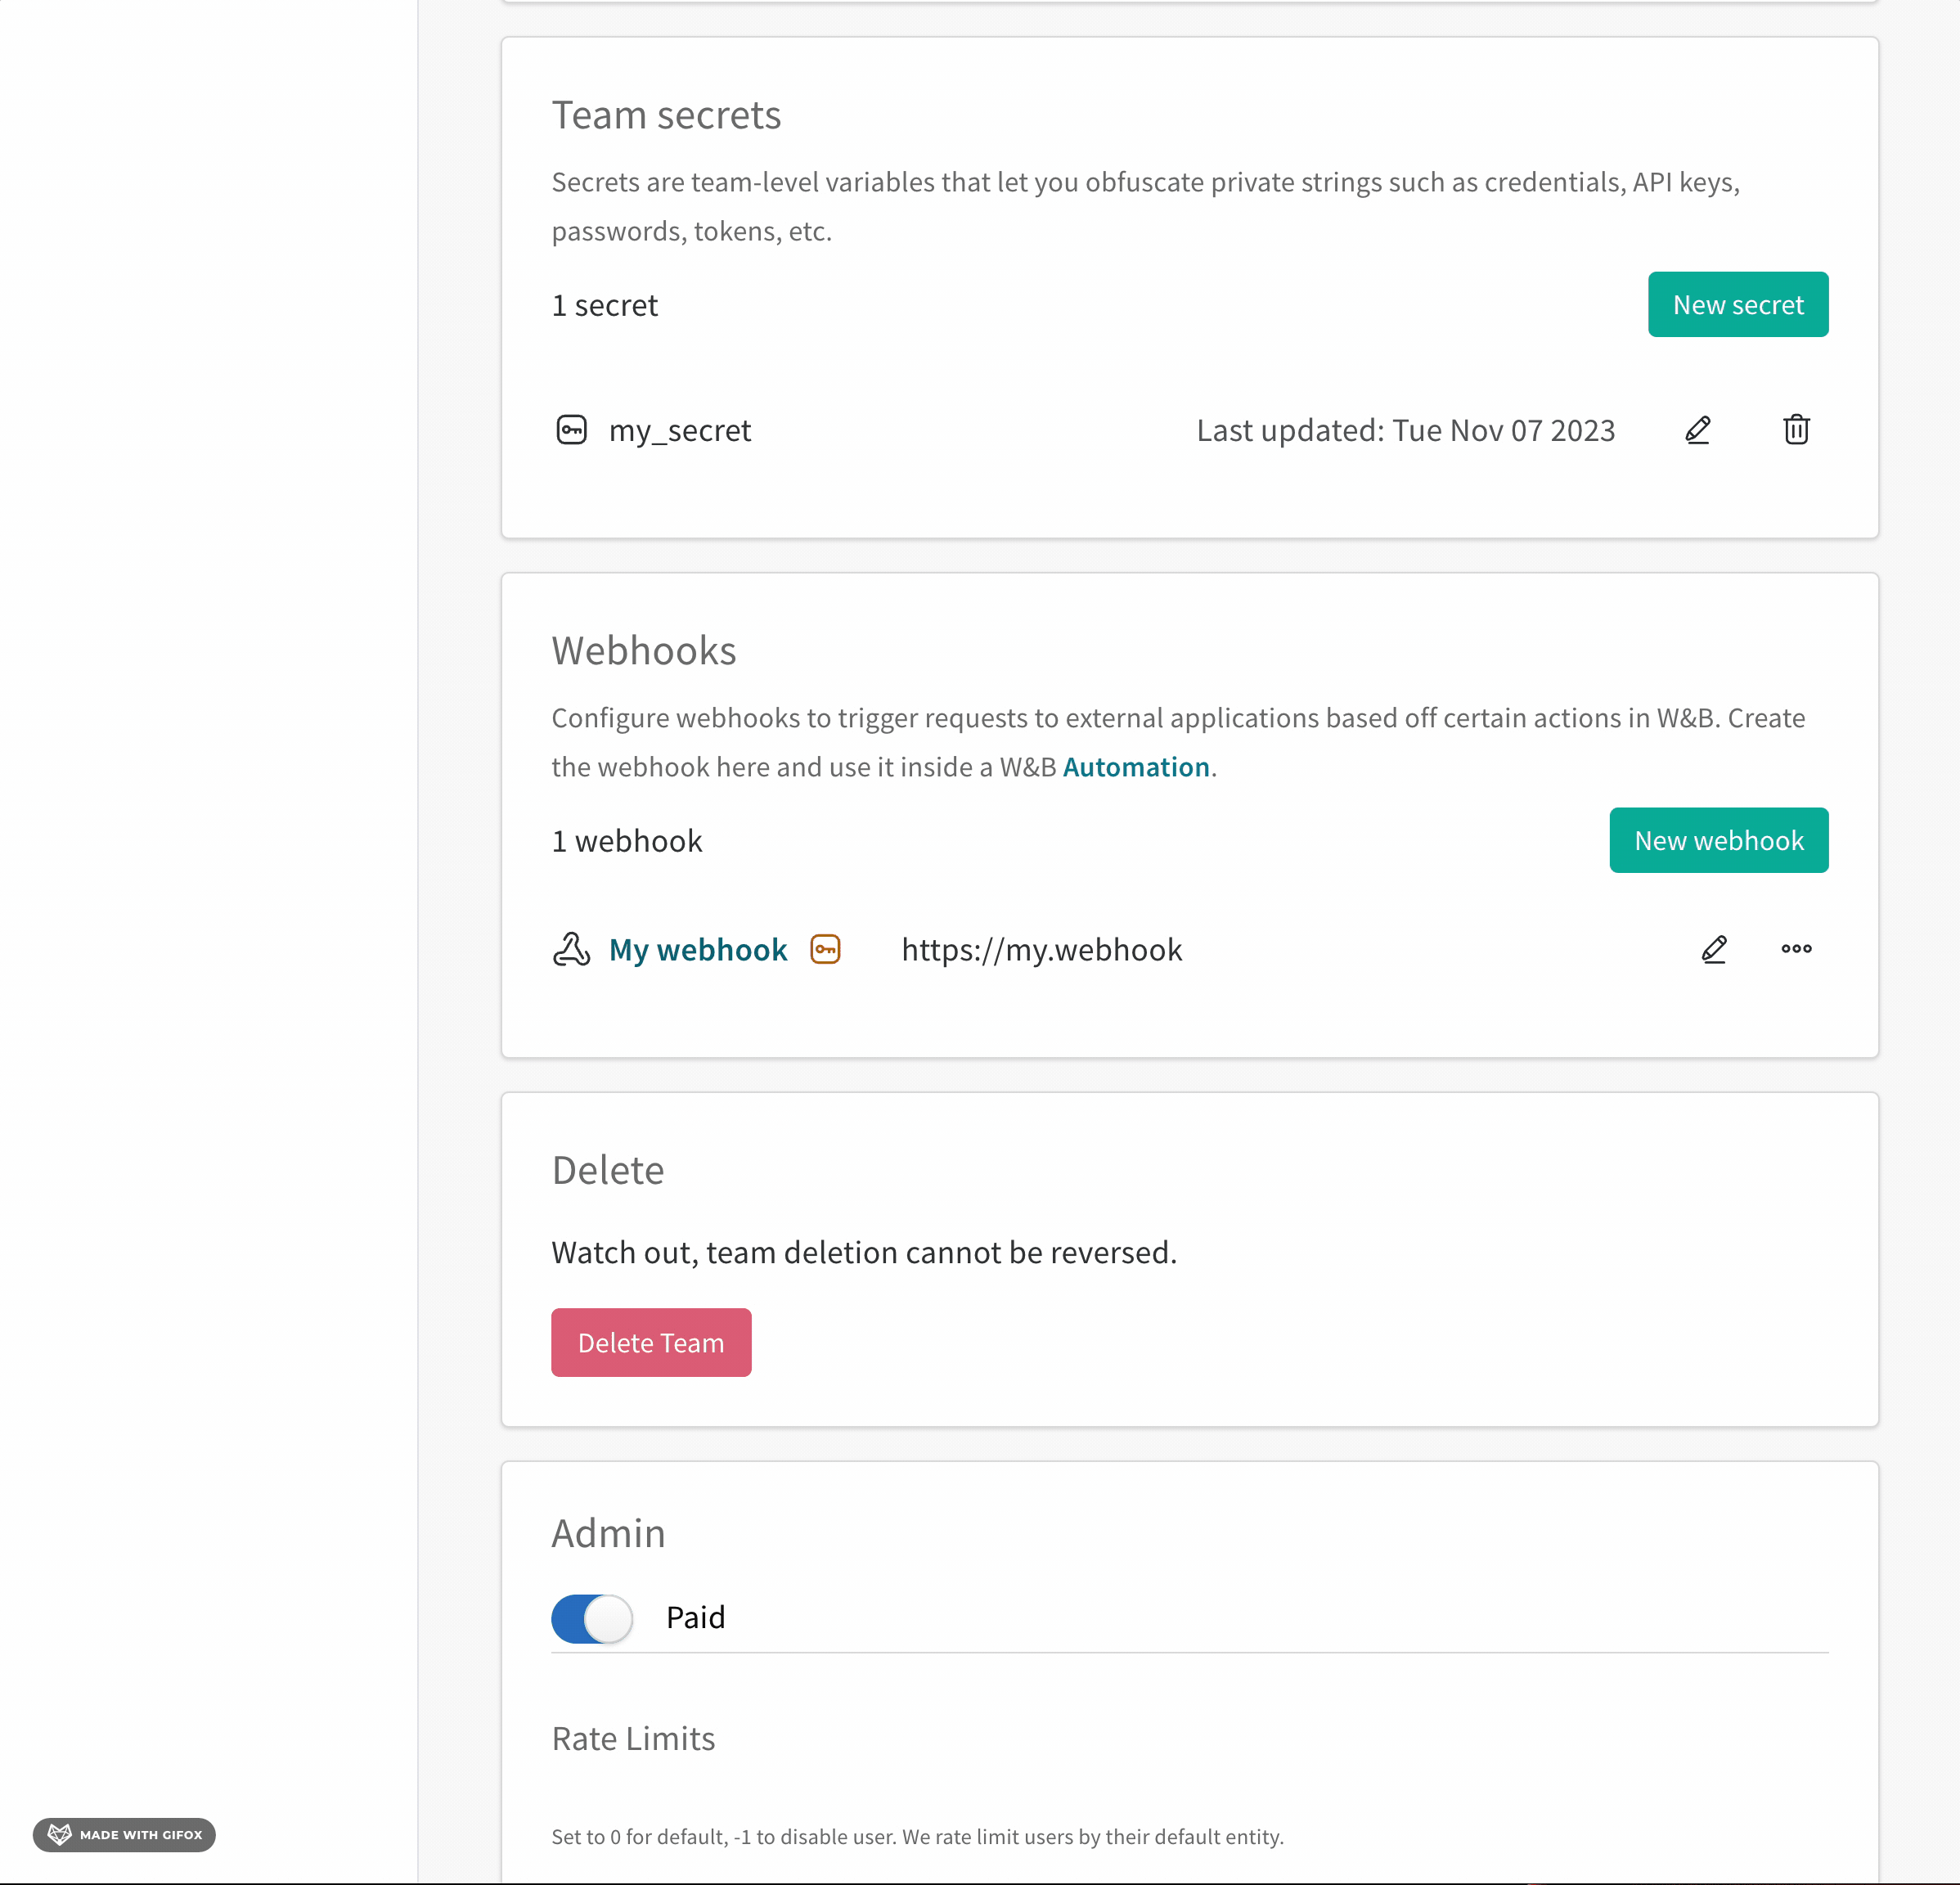 Team secrets
Secrets are team-level variables that let you obfuscate private strings such as credentials, API keys,
passwords, tokens, etc.
1 secret
New secret
my_secret
Last updated: Tue Nov 07 2023
Webhooks
Configure webhooks to trigger requests to external applications based off certain actions in W&B. Create
the webhook here and use it inside a W&B Automation.
1 webhook
New webhook
My webhook
https://my.webhook
Delete
Watch out, team deletion cannot be reversed.
Delete Team
Admin
Paid
Rate Limits
Set to 0 for default, -1 to disable user. We rate limit users by their default entity.
MADE WITH GIFOX